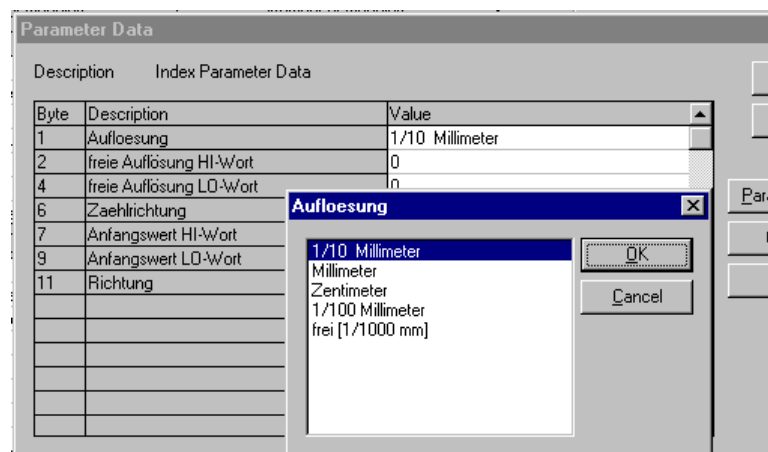 Parameter Data
Description Index Parameter Data
Byte Description Value
1 Aufloesung 1/10 Millimeter
2 freie Auflösung HI-Wort 0
4 freie Auflösung LO-Wort 0
6 Zaehlrichtung
7 Anfangswert HI-Wort
9 Anfangswert LO-Wort
11 Richtung
Aufloesung
1/10 Millimeter
Millimeter
Zentimeter
1/100 Millimeter
frei [1/1000 mm]
OK
Cancel
Para